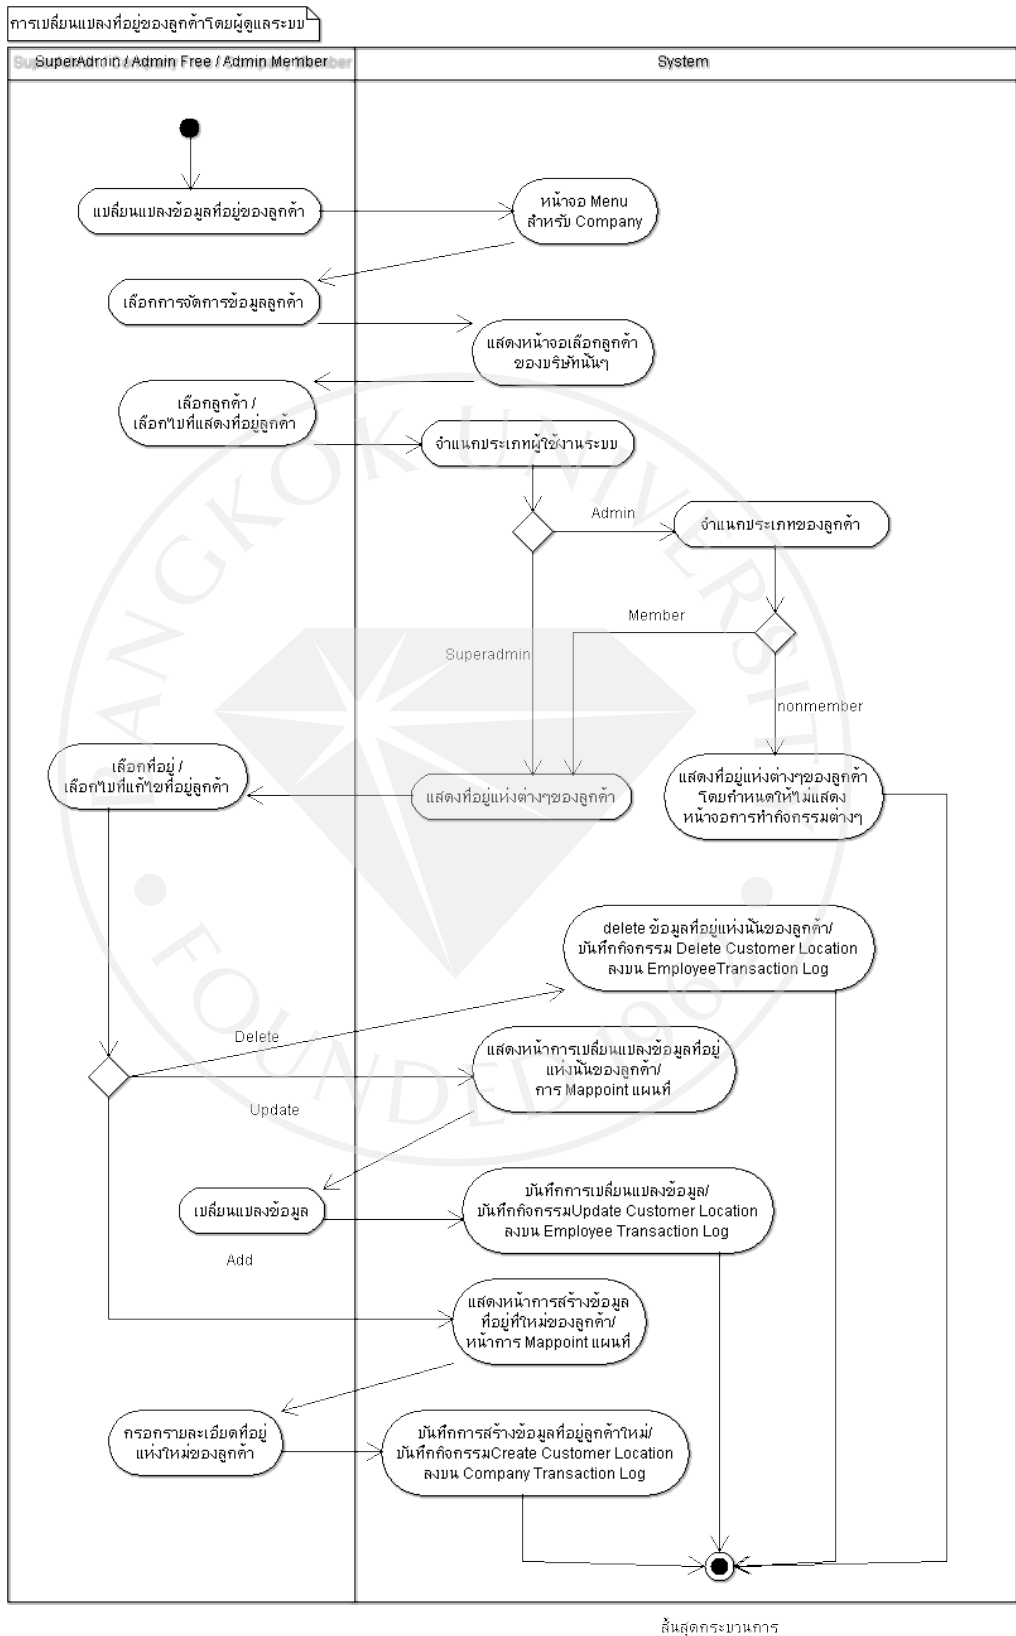 การเปลี่ยนแปลงที่อยู่ของลูกค้าโดยผู้ดูแลระบบ
SuperAdmin / Admin Free / Admin Member
System
แปลี่ยนแปลงข้อมูลที่อยู่ของลูกค้า
หน้าจอ Menu
สำหรับ Company
เลือกการจัดการข้อมูลลูกค้า
แสดงหน้าจอเลือกลูกค้า
ของบริษัทนั้นๆ
เลือกลูกค้า /
เลือกไปที่แสดงที่อยู่ลูกค้า
จำแนกประเภทผู้ใช้งานระบบ
Admin
จำแนกประเภทของลูกค้า
Member
Superadmin
nonmember
เลือกที่อยู่ /
เลือกไปที่แก้ไขที่อยู่ลูกค้า
แสดงที่อยู่แห่งต่างๆของลูกค้า
แสดงที่อยู่แห่งต่างๆของลูกค้า
โดยกำหนดให้ไม่แสดง
หน้าจอการทำกิจกรรมต่างๆ
delete ข้อมูลที่อยู่แห่งนั้นของลูกค้า/
บันทึกกิจกรรม Delete Customer Location
ลงบน EmployeeTransaction Log
Delete
แสดงหน้าการเปลี่ยนแปลงข้อมูลที่อยู่
แห่งนั้นของลูกค้า/
การ Mappoint แผนที่
Update
เปลี่ยนแปลงข้อมูล
บันทึกการเปลี่ยนแปลงข้อมูล/
บันทึกกิจกรรมUpdate Customer Location
ลงบน Employee Transaction Log
Add
แสดงหน้าการสร้างข้อมูล
ที่อยู่ที่ใหม่ของลูกค้า/
หน้าการ Mappoint แผนที่
กรอกรายละเอียดที่อยู่
แห่งใหม่ของลูกค้า
บันทึกการสร้างข้อมูลที่อยู่ลูกค้าใหม่/
บันทึกกิจกรรมCreate Customer Location
ลงบน Company Transaction Log
สิ้นสุดกระบวนการ
BANGKOK UNIVERSITY
FOUNDED 1962